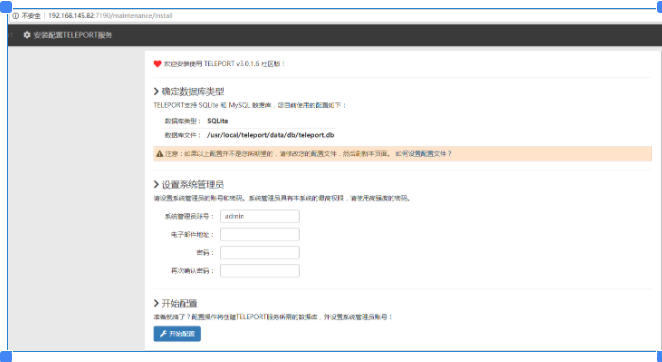 不安全 | 192.168.145.82:7190/maintenance/install
安装配置TELEPORT服务
欢迎安装使用 TELEPORT v3.0.1.6 社区版！
确定数据库类型
TELEPORT支持 SQLite 和 MySQL 数据库，您目前使用的配置如下：
数据库类型： SQLite
数据库文件： /usr/local/teleport/data/db/teleport.db
注意：如果以上配置并不是您所期望的，请修改您的配置文件，然后刷新本页面。 如何设置配置文件？
设置系统管理员
请设置系统管理员的账号和密码。系统管理员具有本系统的最高权限，请使用高强度的密码。
系统管理员账号： admin
电子邮件地址：
密码：
再次确认密码：
开始配置
准备就绪了？配置操作将创建TELEPORT服务所需的数据库，并设置系统管理员账号！
开始配置